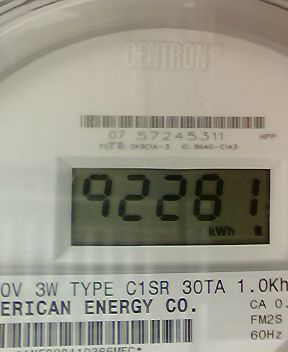 CENTRON®
07 57245311 HPP
92281
kWh
0V 3W TYPE C1SR 30TA 1.0Kh
ERICAN ENERGY CO.
CA 0.
FM2S
60Hz